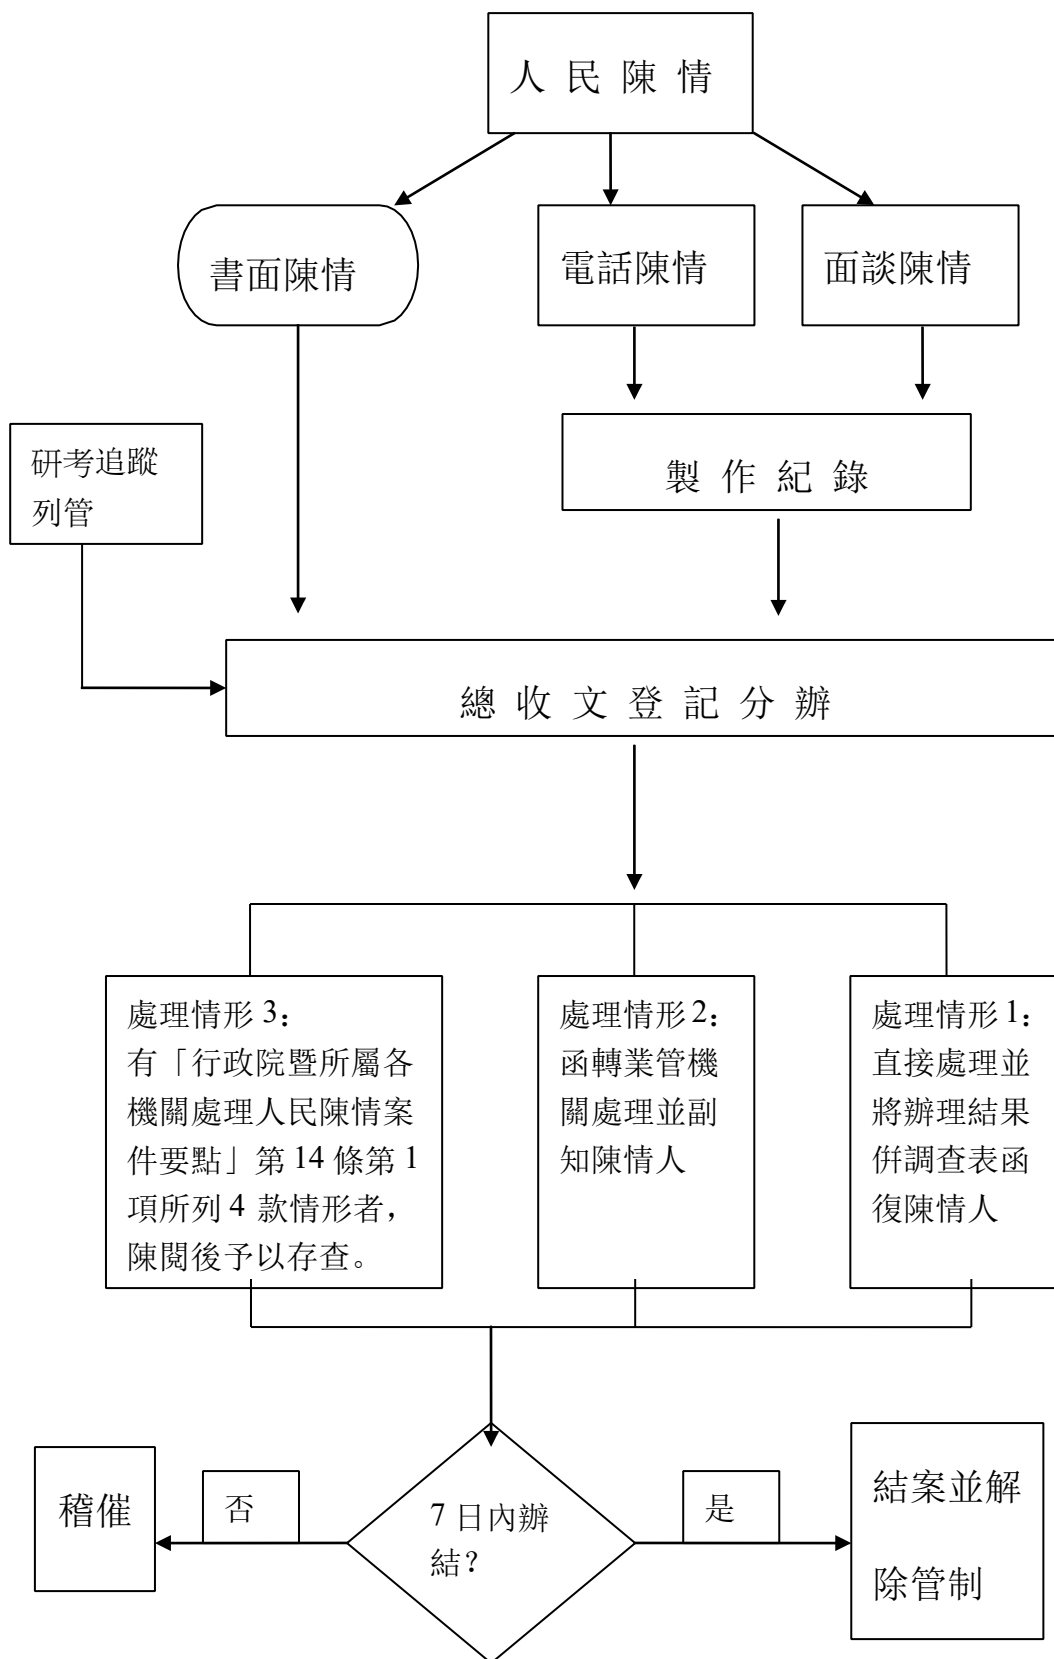 人 民 陳 情
書面陳情
電話陳情
面談陳情
研考追蹤
列管
製 作 紀 錄
總 收 文 登 記 分 辦
處理情形 3：
有「行政院暨所屬各
機關處理人民陳情案
件要點」第 14 條第 1
項所列 4 款情形者，
陳閱後予以存查。
處理情形 2：
函轉業管機
關處理並副
知陳情人
處理情形 1：
直接處理並
將辦理結果
併調查表函
復陳情人
稽催
否
7 日內辦
結？
是
結案並解
除管制